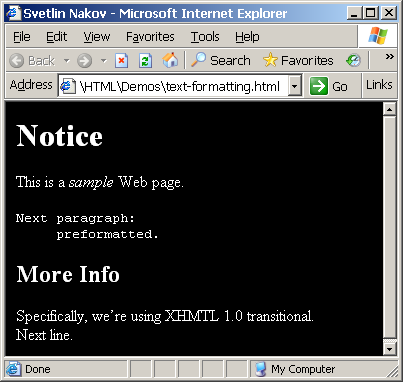 Svetlin Nakov - Microsoft Internet Explorer
File Edit View Favorites Tools Help
Back Search Favorites
Address \HTML\Demos\text-formatting.html Go Links
Notice
This is a sample Web page.
Next paragraph:
preformatted.
More Info
Specifically, we're using XHMTL 1.0 transitional.
Next line.
Done My Computer